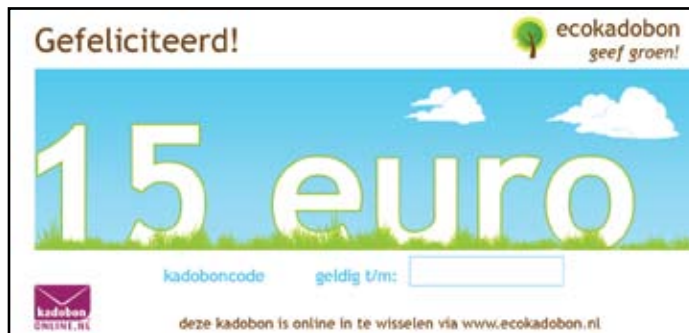 Gefeliciteerd!
ecokadobon
geef groen!
15 euro
kadoboncode geldig t/m:
kadobon
ONLINE.NL
deze kadobon is online in te wisselen via www.ecokadobon.nl